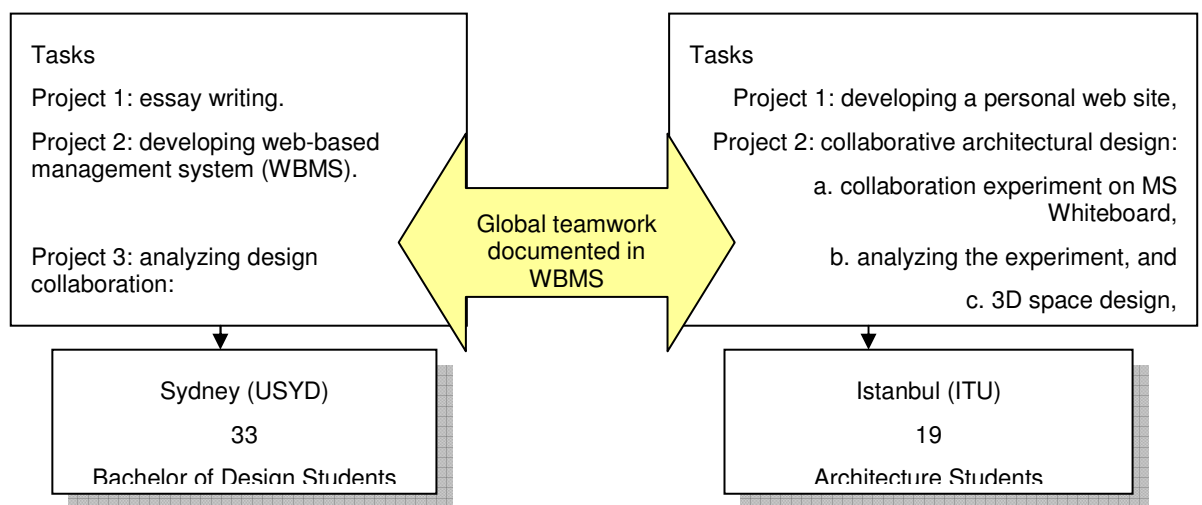 Tasks
Project 1: essay writing.
Project 2: developing web-based
management system (WBMS).
Project 3: analyzing design
collaboration:
Global teamwork
documented in
WBMS
Tasks
Project 1: developing a personal web site,
Project 2: collaborative architectural design:
a. collaboration experiment on MS
Whiteboard,
b. analyzing the experiment, and
c. 3D space design,
Sydney (USYD)
33
Bachelor of Design Students
Istanbul (ITU)
19
Architecture Students